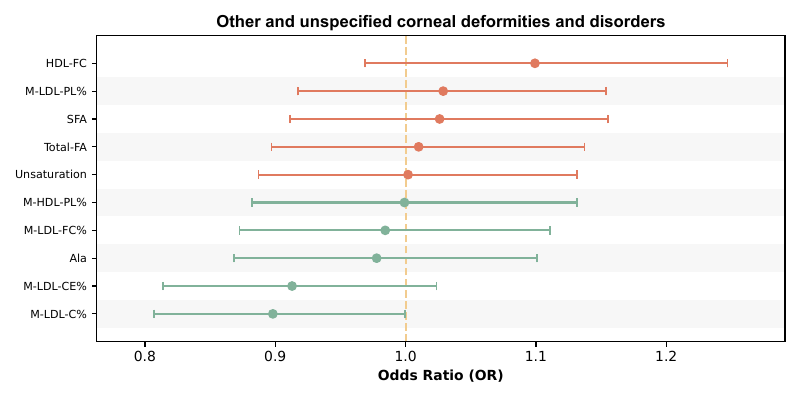 Other and unspecified corneal deformities and disorders
HDL-FC
M-LDL-PL%
SFA
Total-FA
Unsaturation
M-HDL-PL%
M-LDL-FC%
Ala
M-LDL-CE%
M-LDL-C%
0.8 0.9 1.0 1.1 1.2
Odds Ratio (OR)